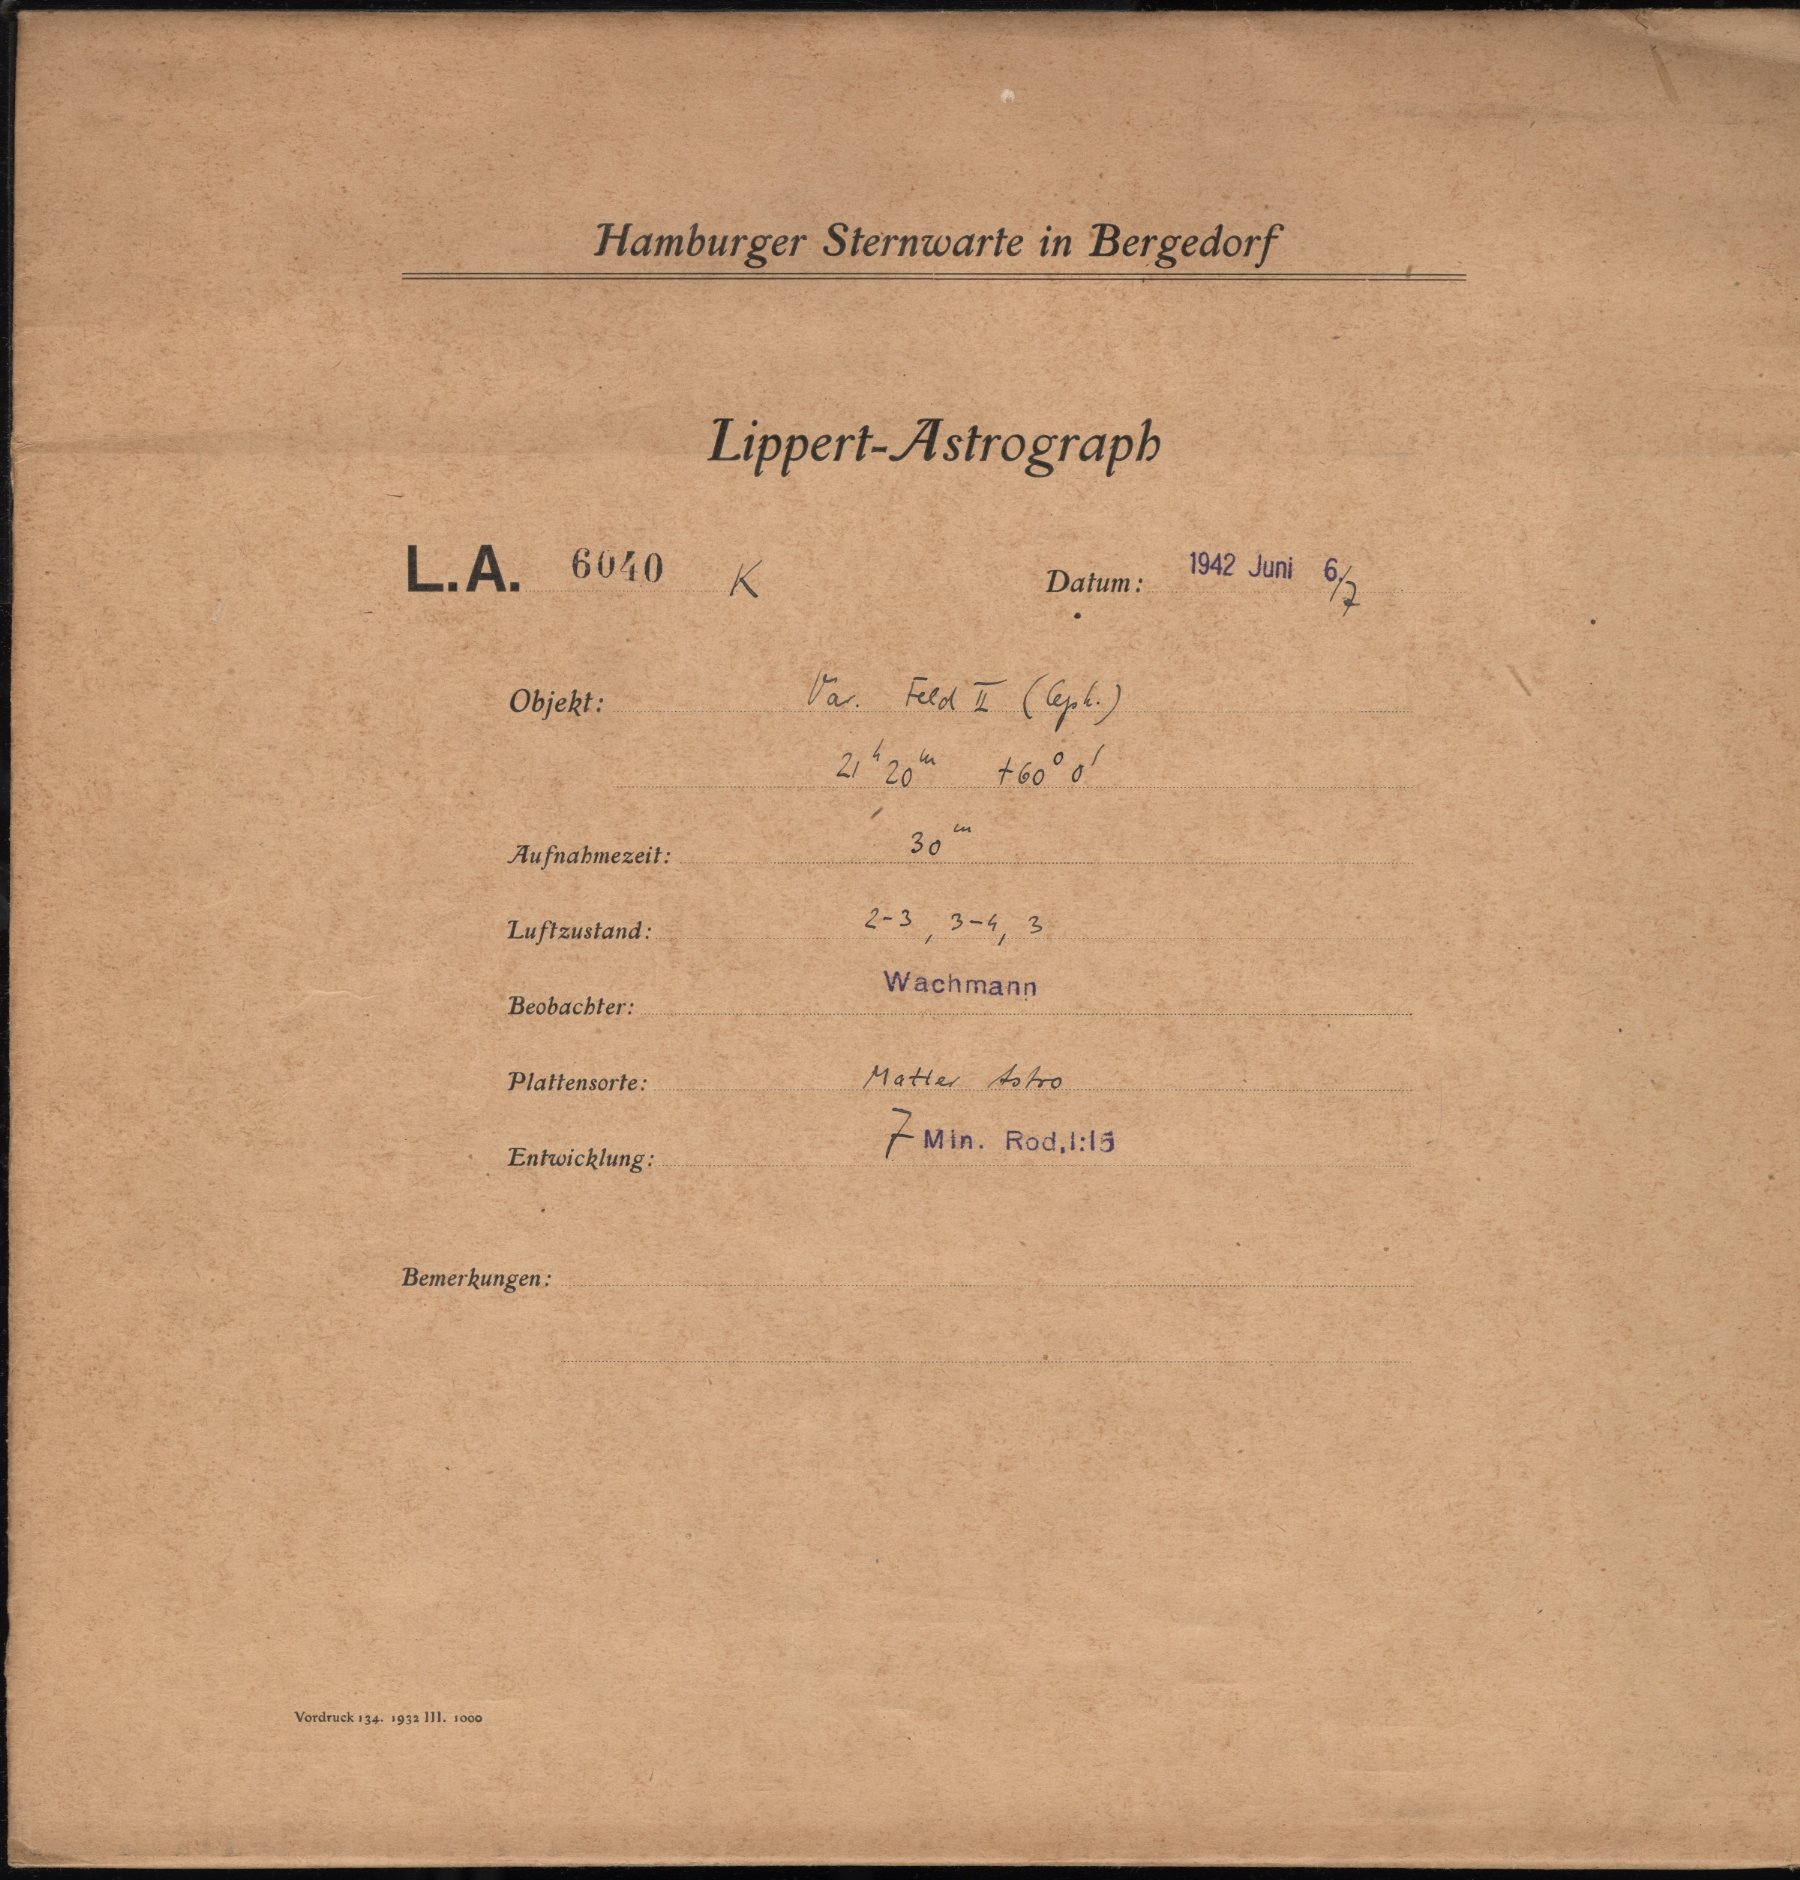 Hamburger Sternwarte in Bergedorf
Lippert-Astrograph
L.A. 6040 K Datum: 1942 Juni 6./7
Objekt: Var. Feld II (Ceph.)
21ʰ 20ᵐ +60° 0'
Aufnahmezeit: 30ᵐ
Luftzustand: 2-3, 3-4, 3
Beobachter: Wachmann
Plattensorte: Matter Astro
Entwicklung: 7 Min. Rod, 1:15
Bemerkungen:
Vordruck 134. 1932 III. 1000